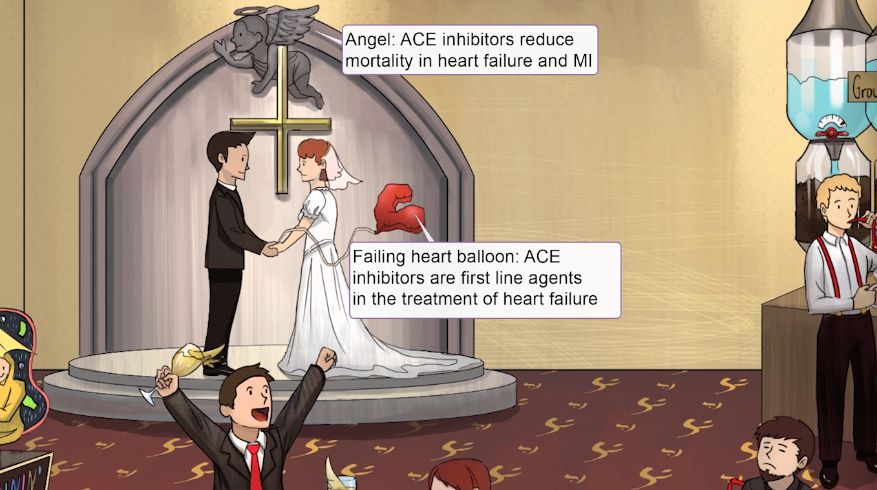 Angel: ACE inhibitors reduce
mortality in heart failure and MI
Grou
Failing heart balloon: ACE
inhibitors are first line agents
in the treatment of heart failure